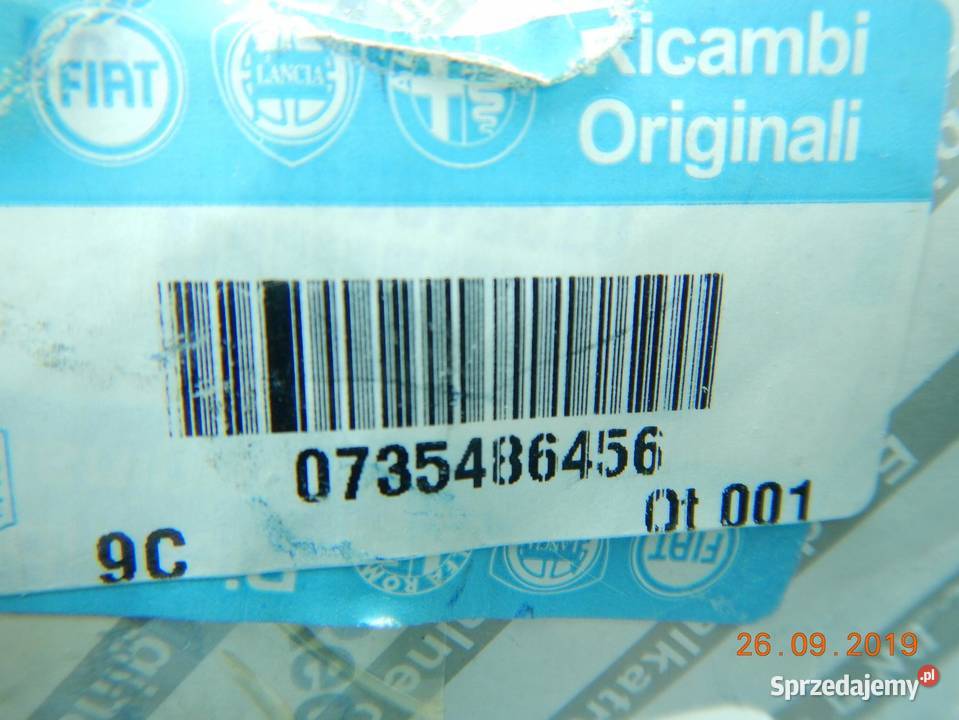 FIAT
LANCIA
Ricambi
Originali
0735486456
Qt 001
9C
FIAT
26.09.2019
Sprzedajemy.pl